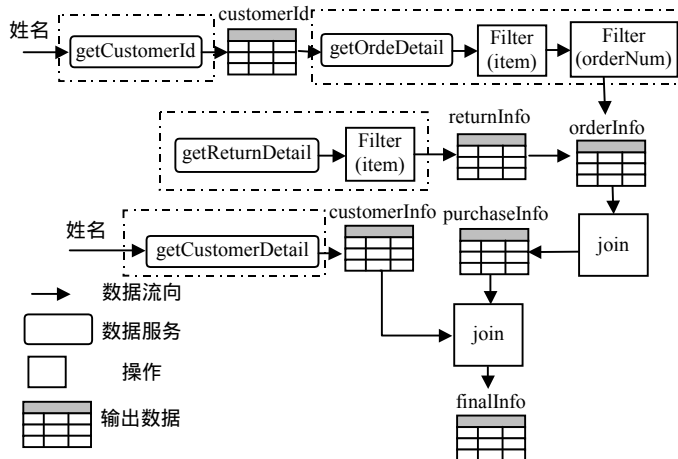 姓名
getCustomerId
customerId
getOrdeDetail
Filter
(item)
Filter
(orderNum)
getReturnDetail
Filter
(item)
returnInfo
orderInfo
姓名
getCustomerDetail
customerInfo
purchaseInfo
join
数据流向
数据服务
join
操作
输出数据
finalInfo